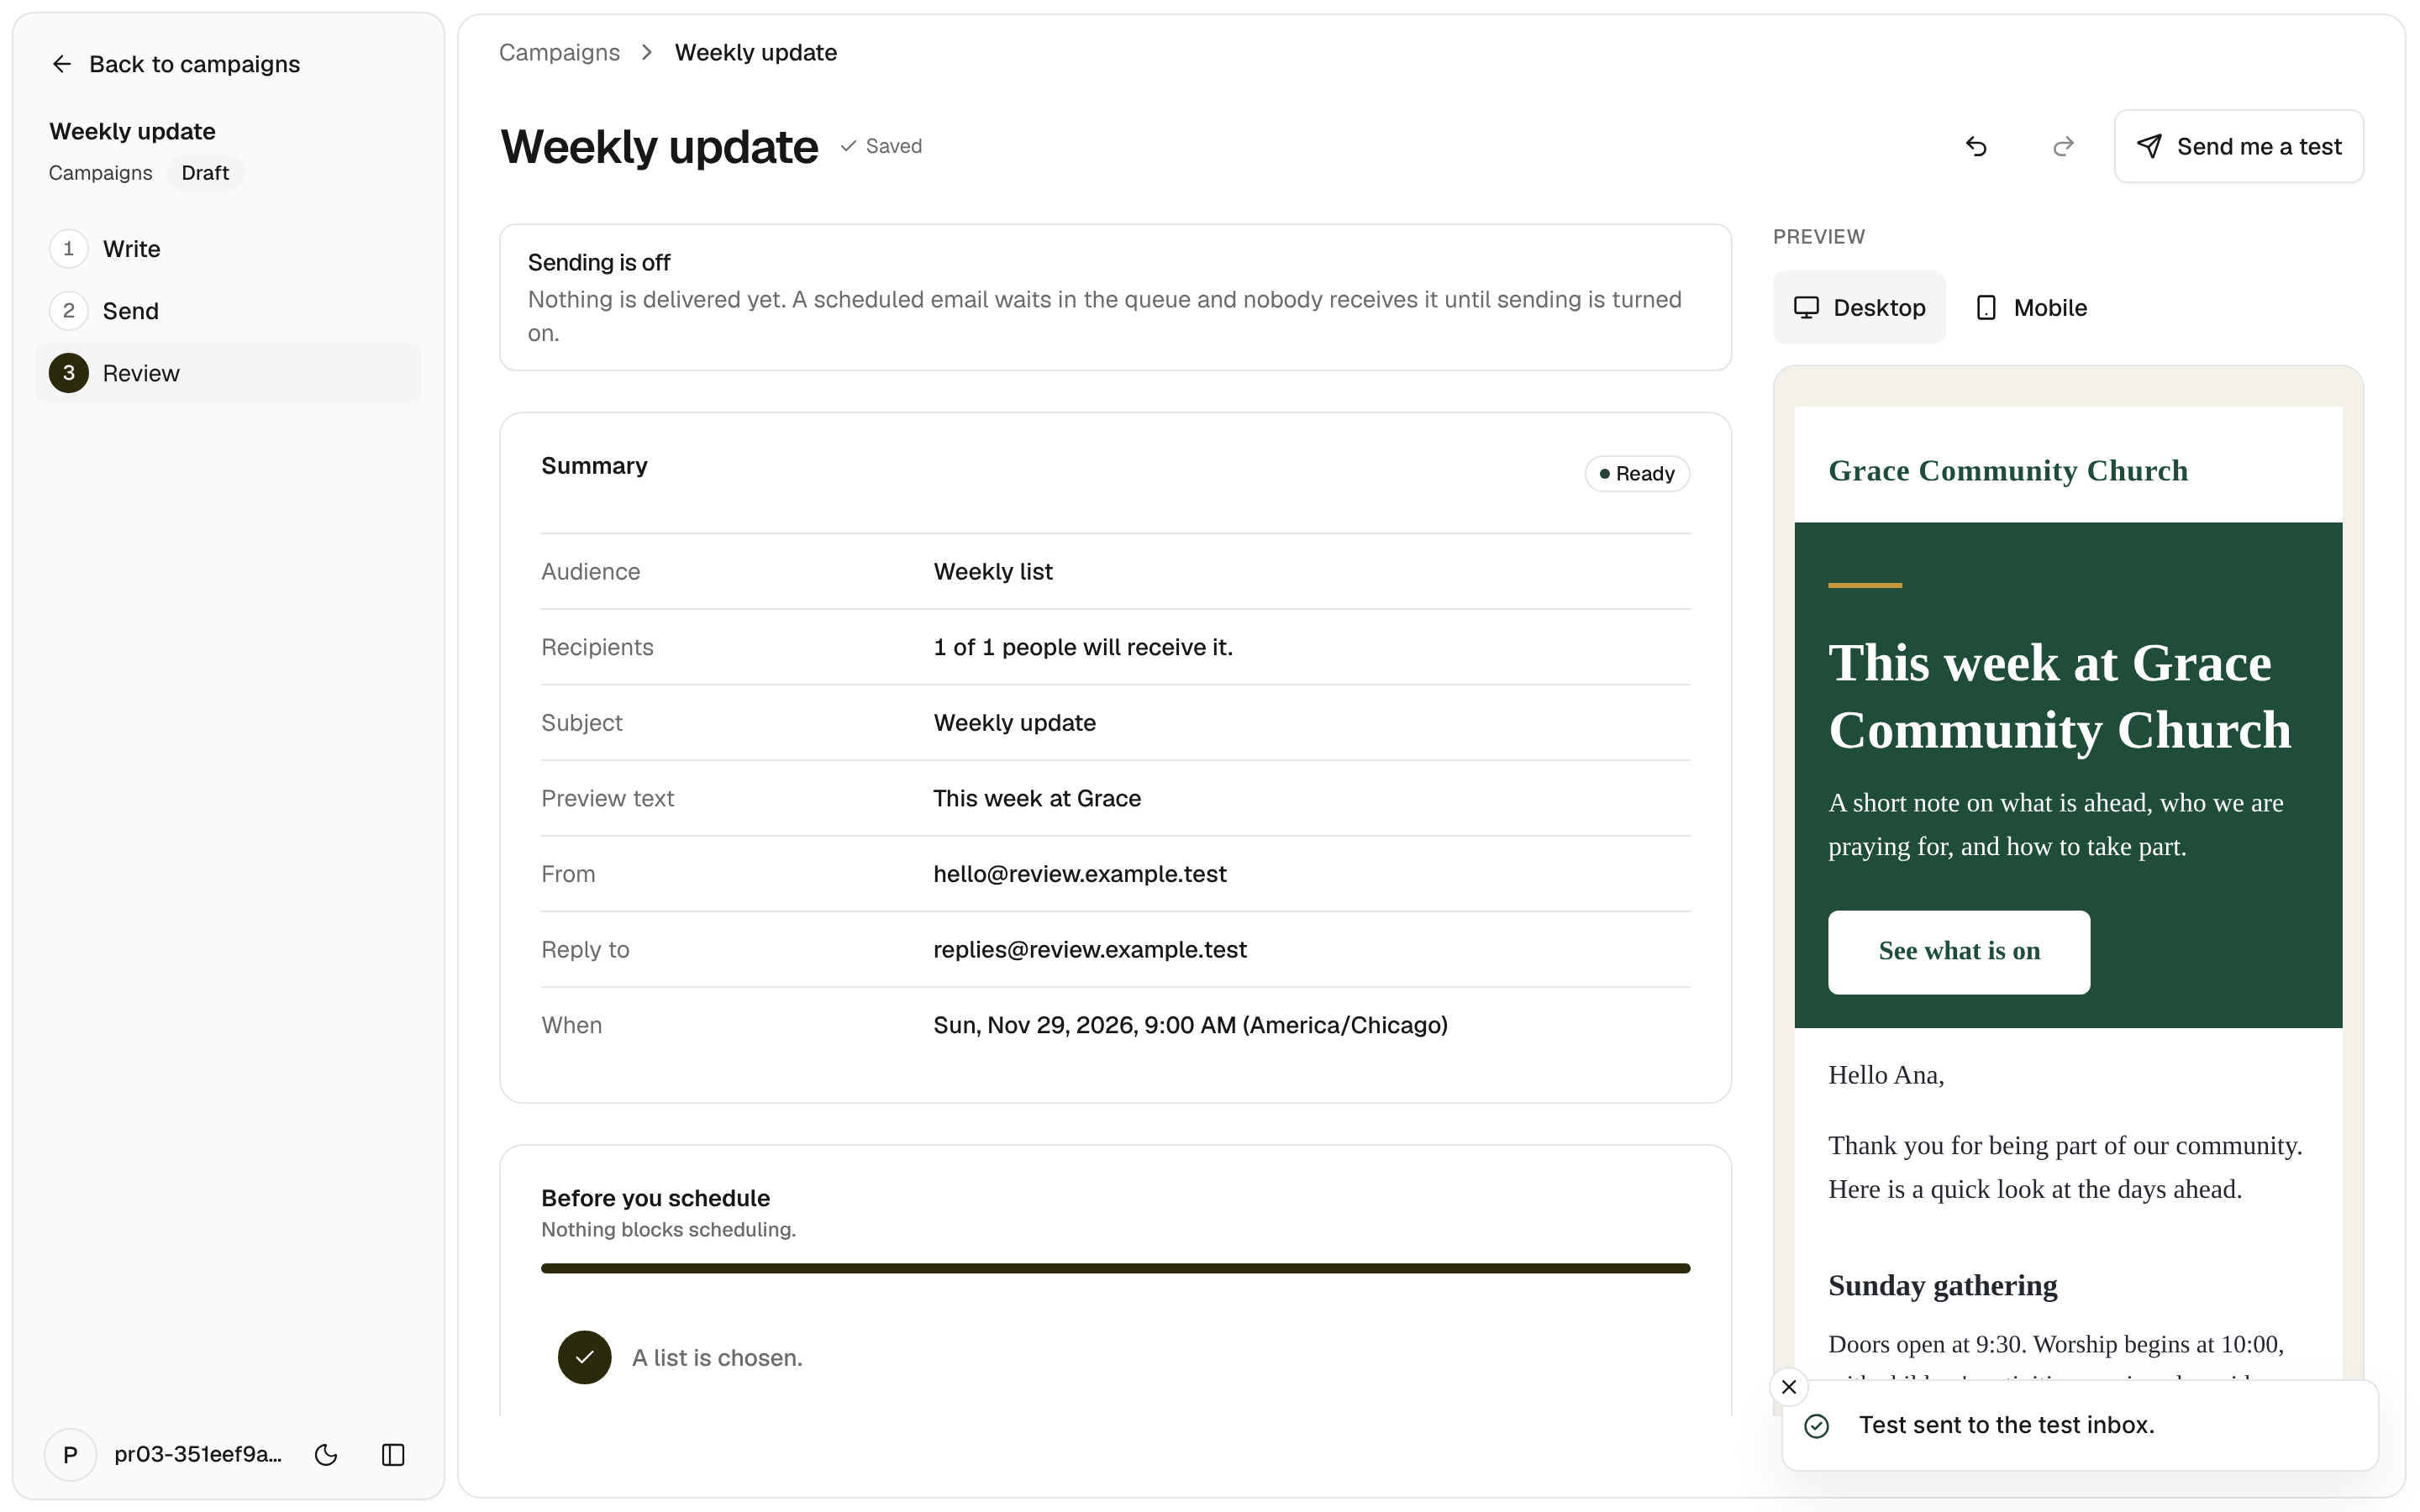 Back to campaigns
Weekly update
Campaigns Draft
1 Write
2 Send
3 Review
P pr03-351eef9a...
Campaigns > Weekly update
Weekly update Saved
Send me a test
Sending is off
Nothing is delivered yet. A scheduled email waits in the queue and nobody receives it until sending is turned
on.
Summary
Ready
Audience Weekly list
Recipients 1 of 1 people will receive it.
Subject Weekly update
Preview text This week at Grace
From hello@review.example.test
Reply to replies@review.example.test
When Sun, Nov 29, 2026, 9:00 AM (America/Chicago)
Before you schedule
Nothing blocks scheduling.
A list is chosen.
PREVIEW
Desktop Mobile
Grace Community Church
This week at Grace
Community Church
A short note on what is ahead, who we are
praying for, and how to take part.
See what is on
Hello Ana,
Thank you for being part of our community.
Here is a quick look at the days ahead.
Sunday gathering
Doors open at 9:30. Worship begins at 10:00,
Test sent to the test inbox.